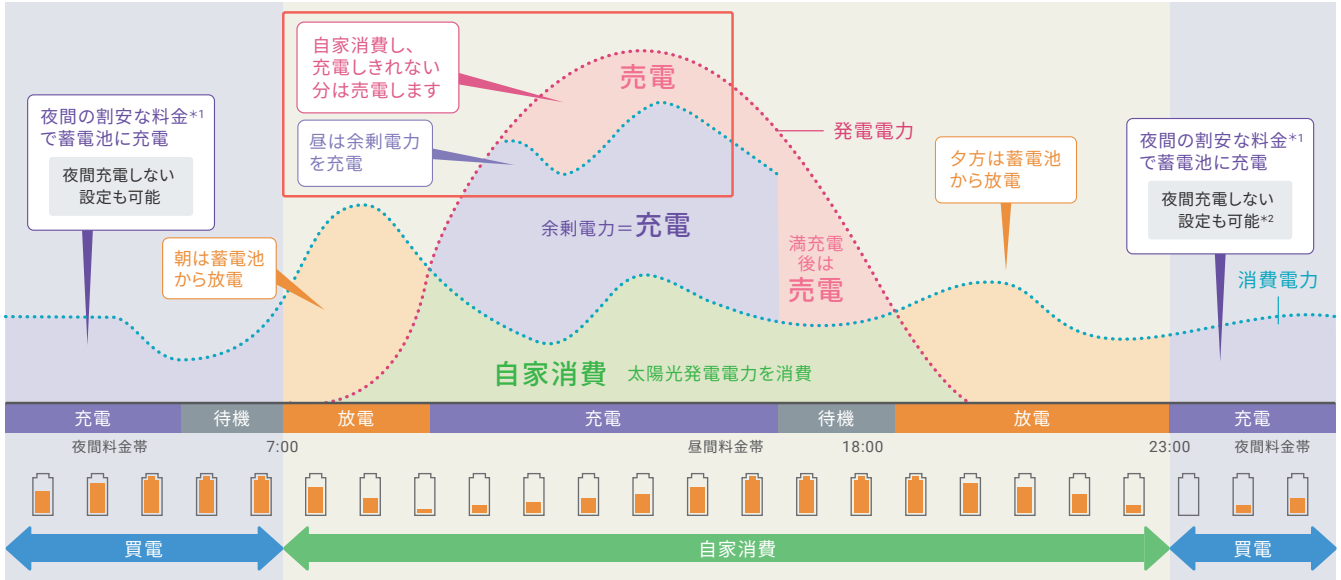 自家消費し、
充電しきれない
分は売電します
売電
夜間の割安な料金*1
で蓄電池に充電
夜間充電しない
設定も可能
昼は余剰電力
を充電
発電電力
夕方は蓄電池
から放電
夜間の割安な料金*1
で蓄電池に充電
夜間充電しない
設定も可能*2
朝は蓄電池
から放電
余剰電力=充電
満充電
後は
売電
消費電力
自家消費 太陽光発電電力を消費
充電 待機 放電 充電 待機 放電 充電
夜間料金帯 7:00 昼間料金帯 18:00 23:00 夜間料金帯
買電 自家消費 買電